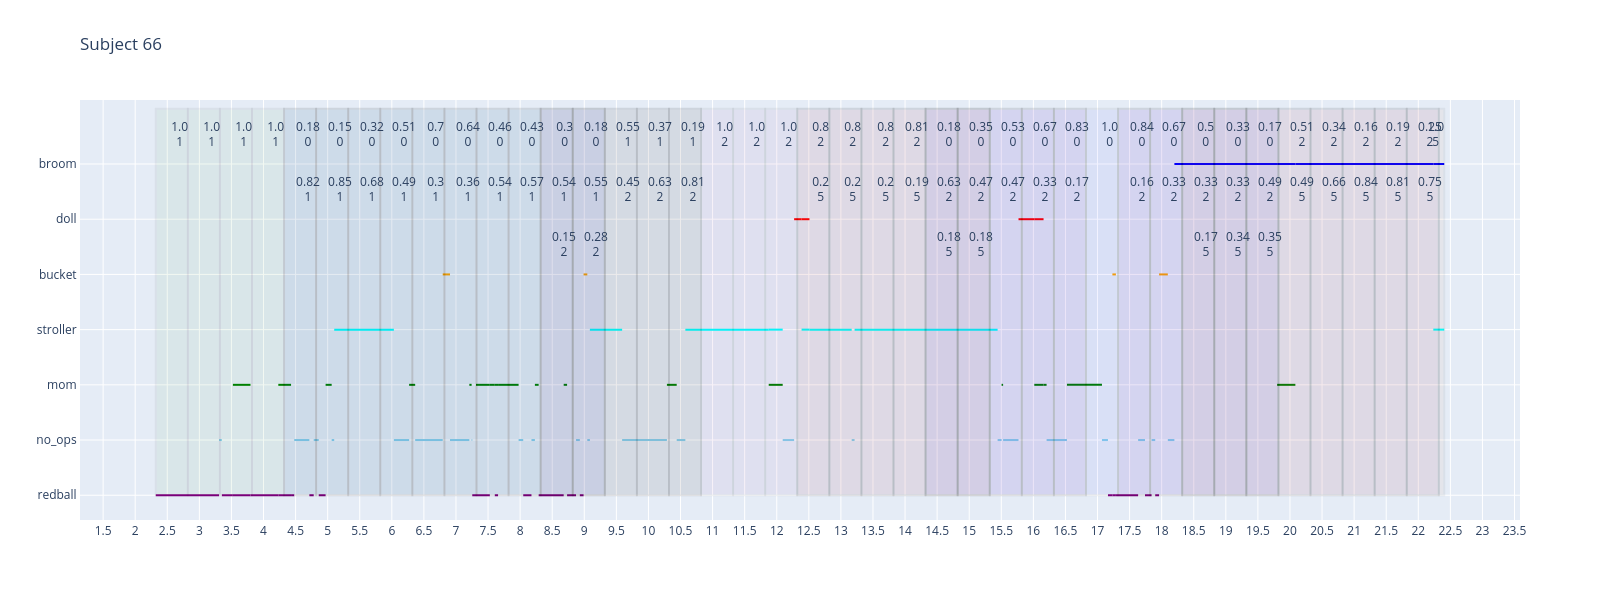 Subject 66
1.0 1.0 1.0 1.0 0.18 0.15 0.32 0.51 0.7 0.64 0.46 0.43 0.3 0.18 0.55 0.37 0.19 1.0 1.0 1.0 0.8 0.8 0.8 0.81 0.18 0.35 0.53 0.67 0.83 1.0 0.84 0.67 0.5 0.33 0.17 0.51 0.34 0.16 0.19
1 1 1 1 0 0 0 0 0 0 0 0 0 0 1 1 1 2 2 2 2 2 2 2 0 0 0 0 0 0 0 0 0 0 0 2 2 2 2
broom
0.82 0.85 0.68 0.49 0.3 0.36 0.54 0.57 0.54 0.55 0.45 0.63 0.81 0.2 0.2 0.2 0.19 0.63 0.47 0.47 0.33 0.17 0.16 0.33 0.33 0.33 0.49 0.49 0.66 0.84 0.81 0.75
1 1 1 1 1 1 1 1 1 1 2 2 2 5 5 5 5 2 2 2 2 2 2 2 2 2 2 5 5 5 5 5
doll
0.15 0.28 0.18 0.18 0.17 0.34 0.35
2 2 5 5 5 5 5
bucket
stroller
mom
no_ops
redball
1.5 2 2.5 3 3.5 4 4.5 5 5.5 6 6.5 7 7.5 8 8.5 9 9.5 10 10.5 11 11.5 12 12.5 13 13.5 14 14.5 15 15.5 16 16.5 17 17.5 18 18.5 19 19.5 20 20.5 21 21.5 22 22.5 23 23.5